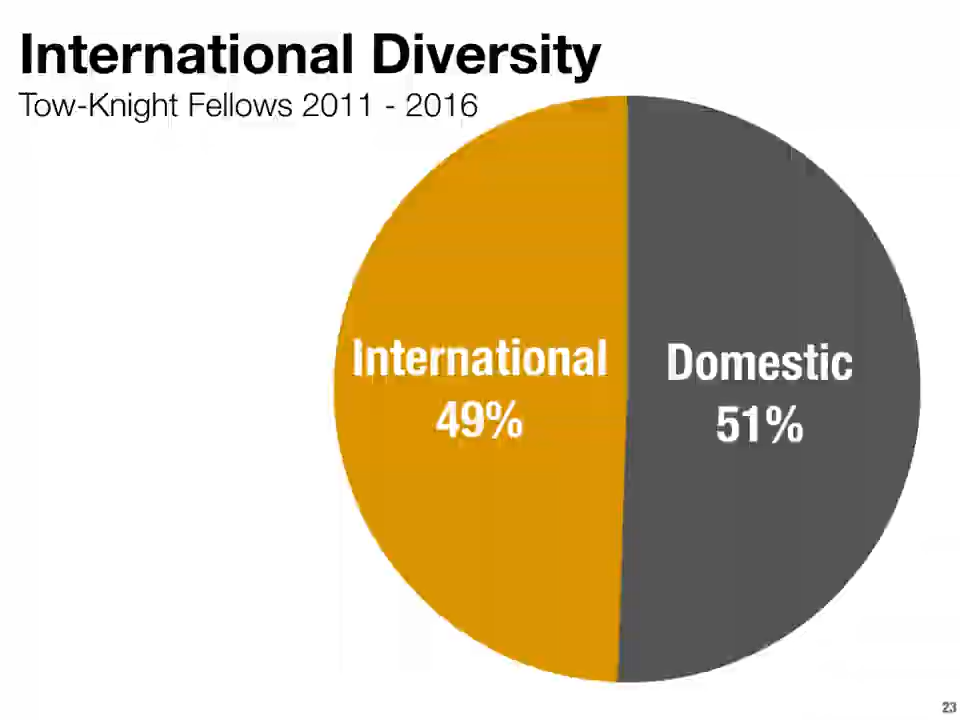 International Diversity
Tow-Knight Fellows 2011 - 2016
International
49%
Domestic
51%
23